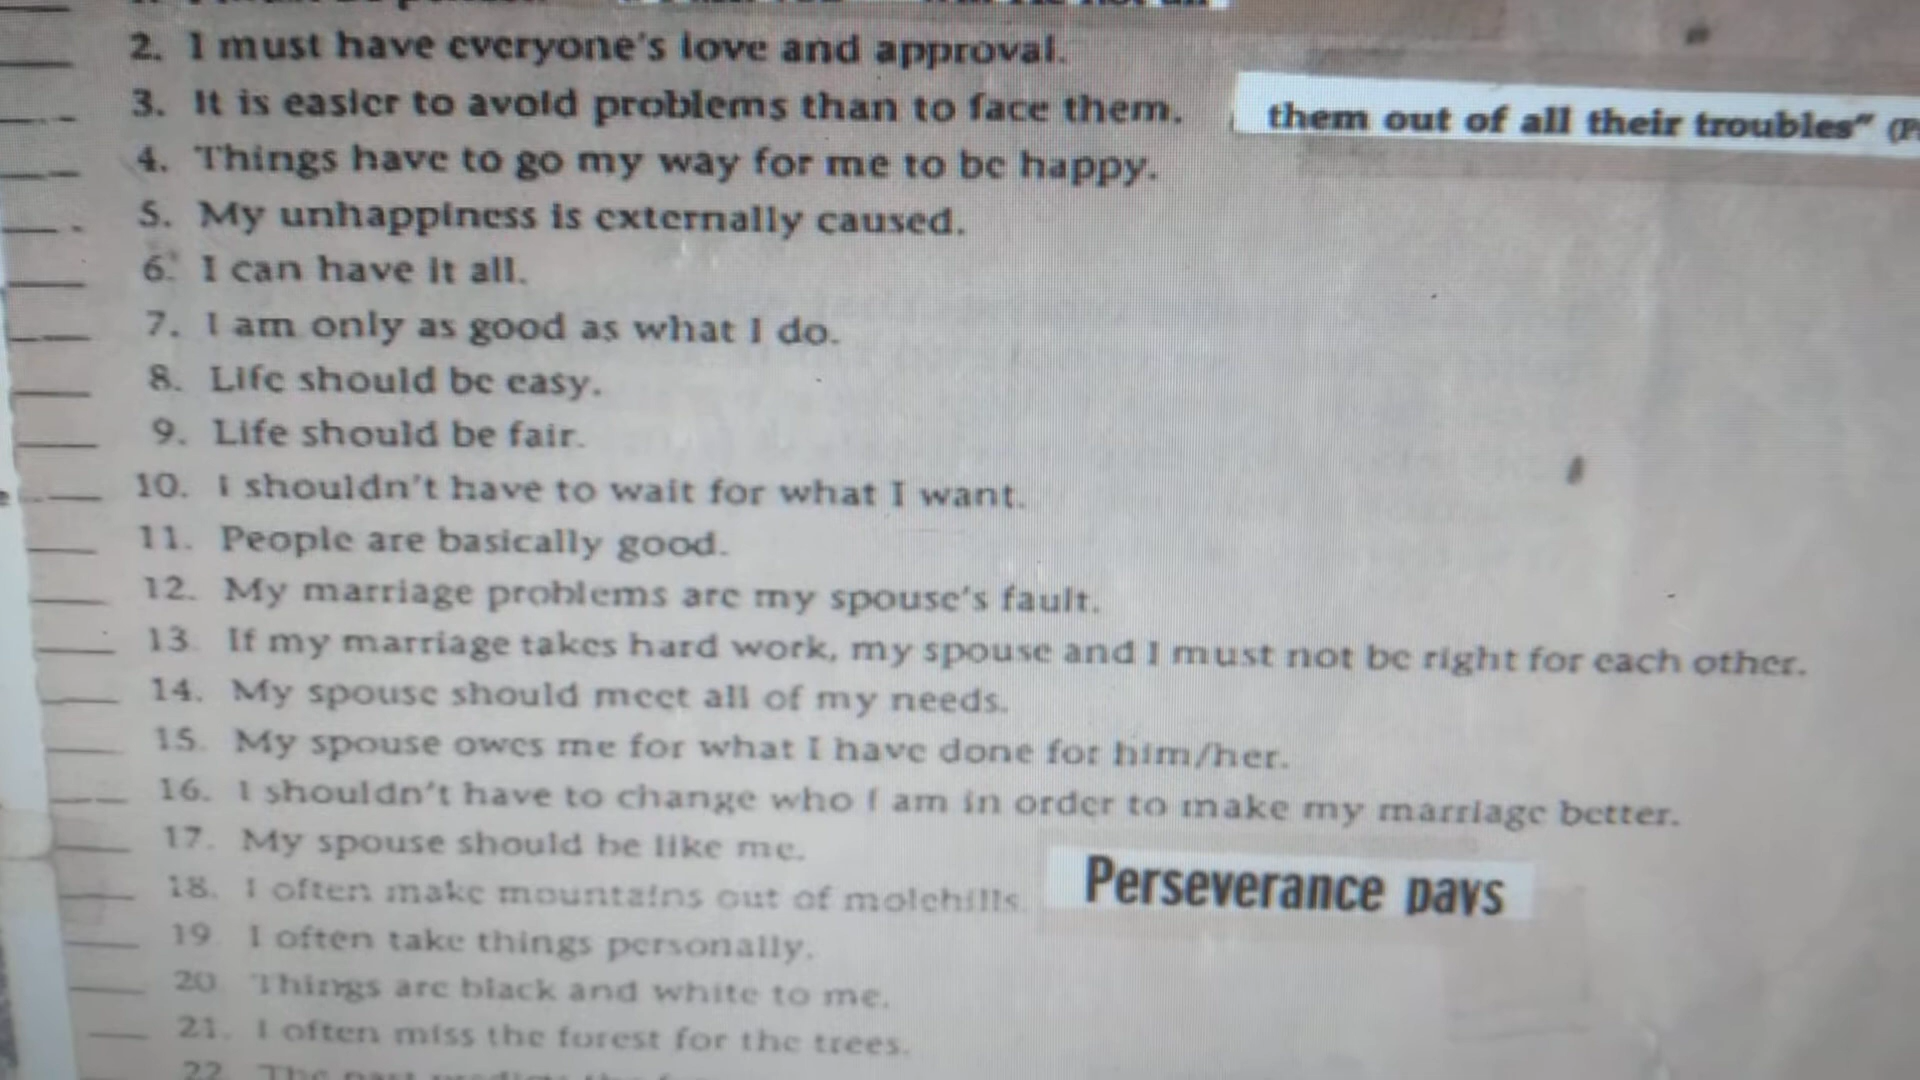 2. I must have everyone's love and approval.
3. It is easier to avoid problems than to face them.
them out of all their troubles"
4. Things have to go my way for me to be happy.
5. My unhappiness is externally caused.
6. I can have it all.
7. I am only as good as what I do.
8. Life should be easy.
9. Life should be fair.
10. I shouldn't have to wait for what I want.
11. People are basically good.
12. My marriage problems are my spouse's fault.
13. If my marriage takes hard work, my spouse and I must not be right for each other.
14. My spouse should meet all of my needs.
15. My spouse owes me for what I have done for him/her.
16. I shouldn't have to change who I am in order to make my marriage better.
17. My spouse should be like me.
Perseverance pays
18. I often make mountains out of molehills.
19. I often take things personally.
20. Things are black and white to me.
21. I often miss the forest for the trees.
22. The past